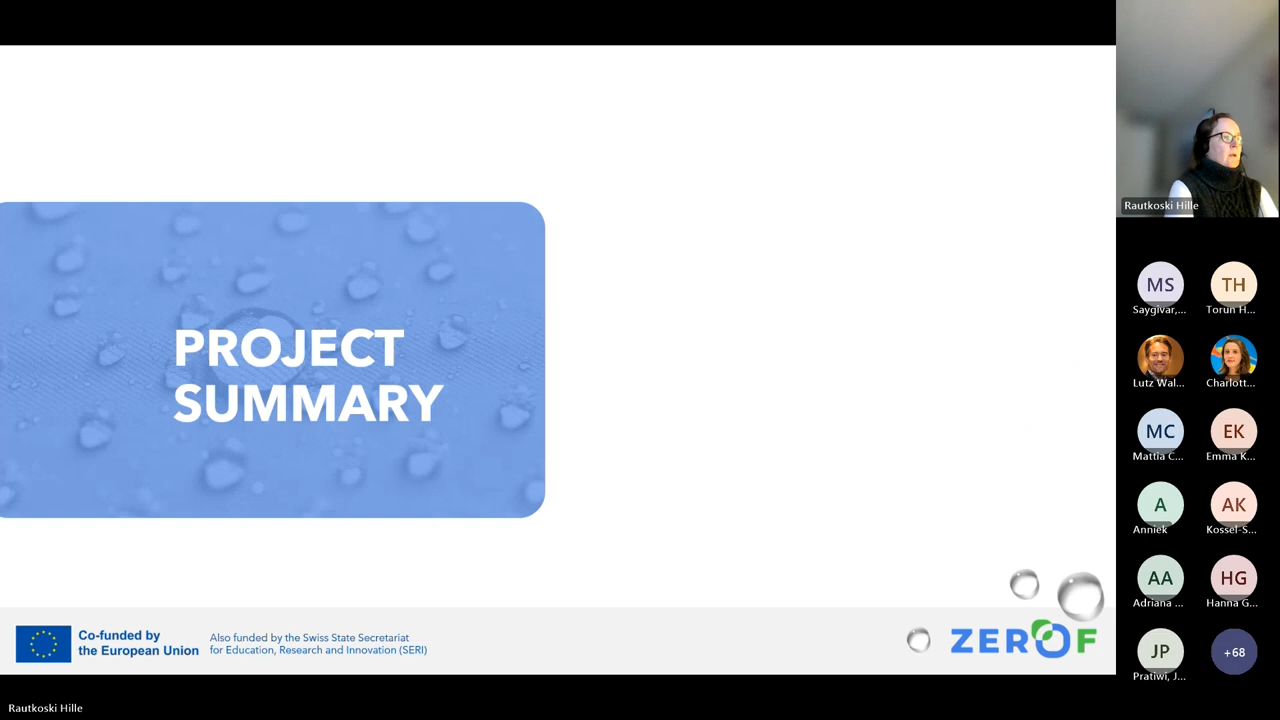 PROJECT
SUMMARY
Co-funded by
the European Union
Also funded by the Swiss State Secretariat
for Education, Research and Innovation (SERI)
ZEROF
Rautkoski Hille
Rautkoski Hille
MS
Saygivar,...
TH
Torun H...
Lutz Wal...
Charlott...
MC
Mattia C...
EK
Emma K...
A
Anniek
AK
Kossel-S...
AA
Adriana ...
HG
Hanna G...
JP
Pratiwi, J...
+68